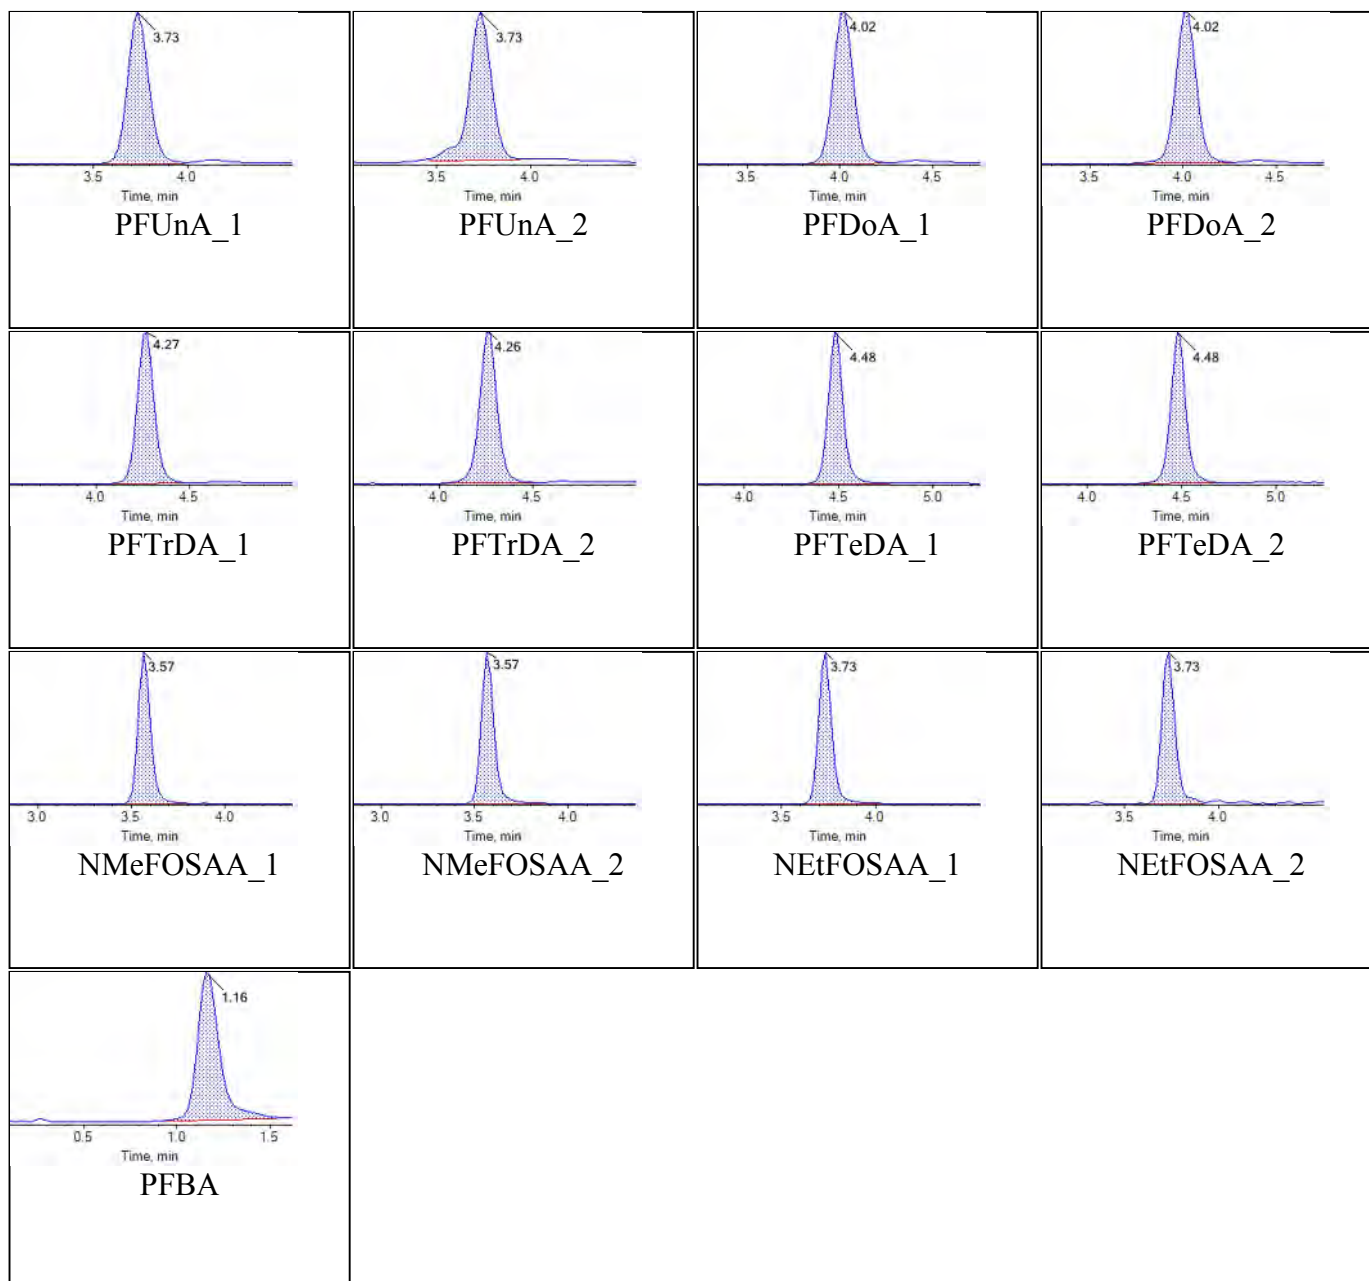 3.73
3.5 4.0
Time, min
PFUnA_1
3.73
3.5 4.0
Time, min
PFUnA_2
4.02
3.5 4.0 4.5
Time, min
PFDoA_1
4.02
3.5 4.0 4.5
Time, min
PFDoA_2
4.27
4.0 4.5
Time, min
PFTrDA_1
4.26
4.0 4.5
Time, min
PFTrDA_2
4.48
4.0 4.5 5.0
Time, min
PFTeDA_1
4.48
4.0 4.5 5.0
Time, min
PFTeDA_2
3.57
3.0 3.5 4.0
Time, min
NMeFOSAA_1
3.57
3.0 3.5 4.0
Time, min
NMeFOSAA_2
3.73
3.5 4.0
Time, min
NEtFOSAA_1
3.73
3.5 4.0
Time, min
NEtFOSAA_2
1.16
0.5 1.0 1.5
Time, min
PFBA